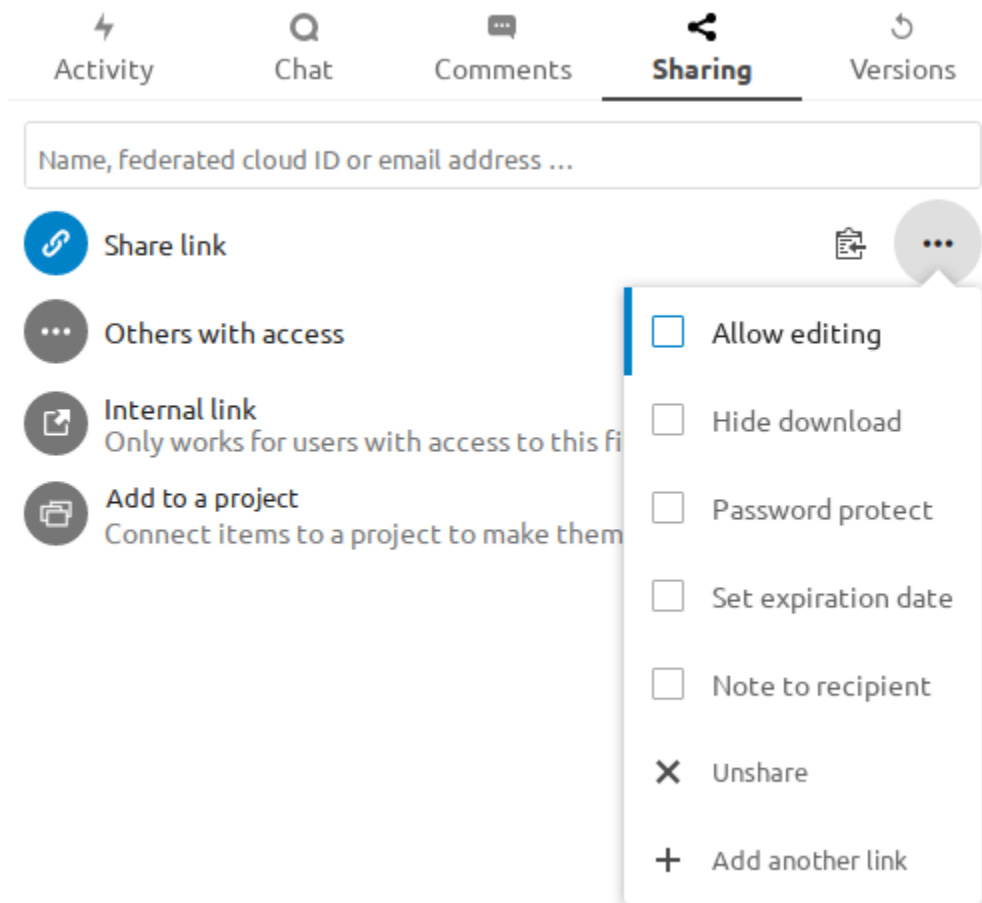 Activity
Chat
Comments
Sharing
Versions
Name, federated cloud ID or email address ...
Share link
Others with access
Internal link
Only works for users with access to this fi
Add to a project
Connect items to a project to make them
Allow editing
Hide download
Password protect
Set expiration date
Note to recipient
Unshare
Add another link